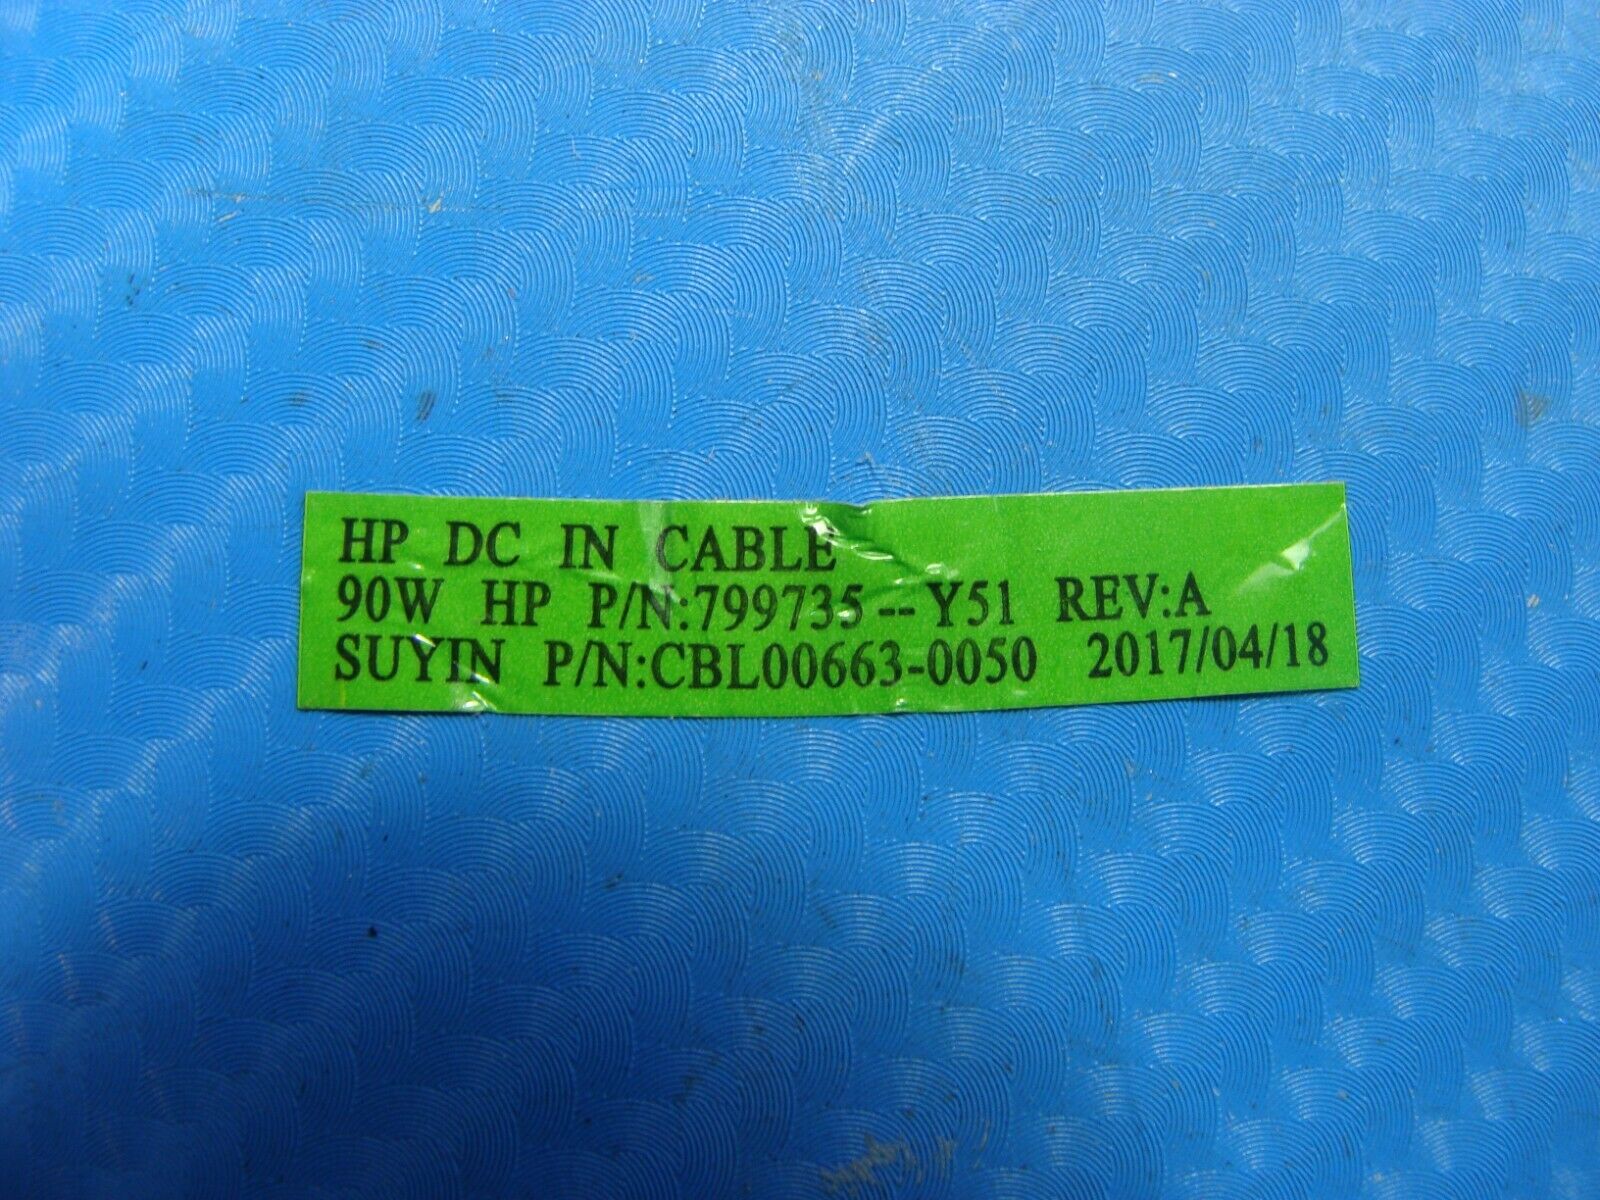 HP DC IN CABLE
90W HP P/N:799735--Y51 REV:A
SUYIN P/N:CBL00663-0050 2017/04/18